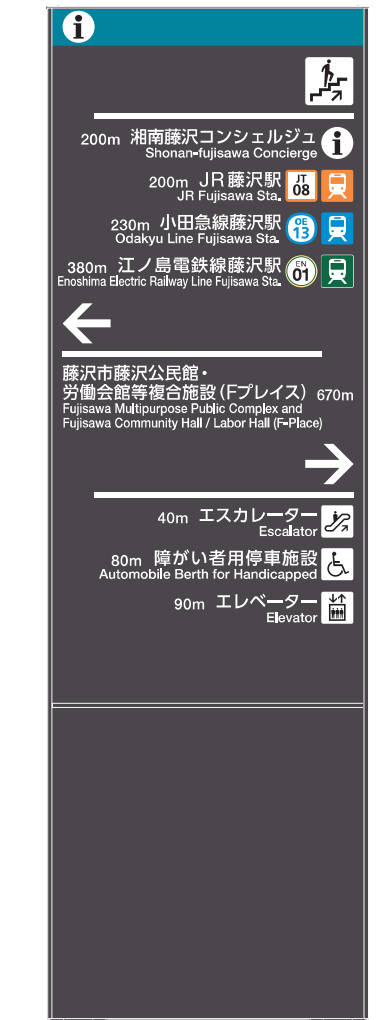 i
200m 湘南藤沢コンシェルジュ i
Shonan-fujisawa Concierge
200m JR藤沢駅 JT 08
JR Fujisawa Sta.
230m 小田急線藤沢駅 OE 13
Odakyu Line Fujisawa Sta.
380m 江ノ島電鉄線藤沢駅 EN 01
Enoshima Electric Railway Line Fujisawa Sta.
藤沢市藤沢公民館・
労働会館等複合施設(Fプレイス) 670m
Fujisawa Multipurpose Public Complex and
Fujisawa Community Hall / Labor Hall (F-Place)
40m エスカレーター
Escalator
80m 障がい者用停車施設
Automobile Berth for Handicapped
90m エレベーター
Elevator